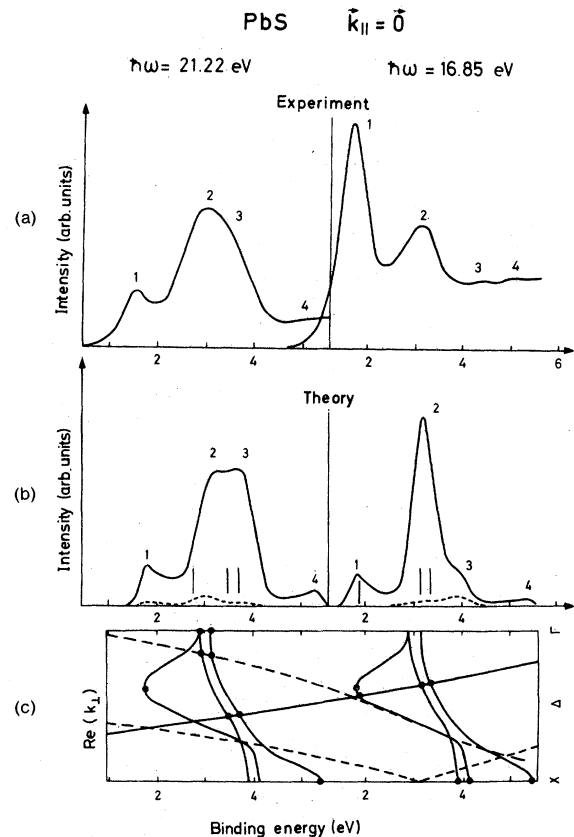 PbS k⃗|| = 0⃗
ħω = 21.22 eV ħω = 16.85 eV
Experiment
(a)
Intensity (arb.units)
1 2 3 4 1 2 3 4
2 4 2 4 6
Theory
(b)
Intensity (arb.units)
1 2 3 4 1 2 3 4
2 4 2 4
(c)
Re(k⊥)
Γ
Δ
X
2 4 2 4
Binding energy (eV)